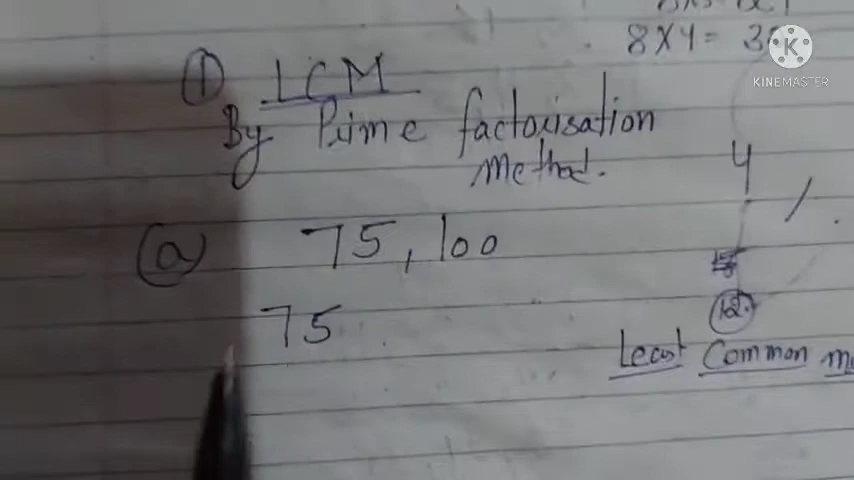 8 X 4 = 3
K
KINEMASTER
① LCM
By Prime factorisation
Method.
4
(a) 75, 100
75
12
Least Common M